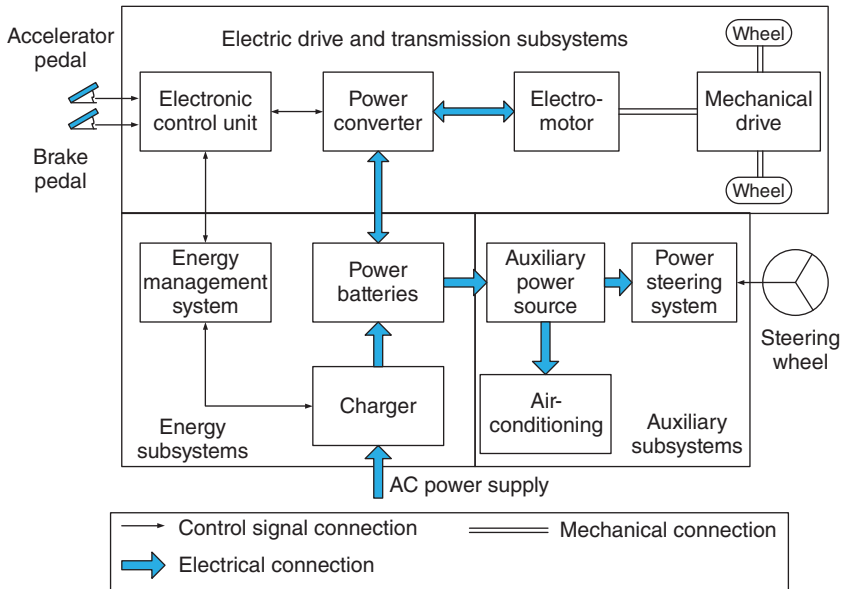 Accelerator
pedal
Electric drive and transmission subsystems
Wheel
Electronic
control unit
Power
converter
Electro-
motor
Mechanical
drive
Brake
pedal
Wheel
Energy
management
system
Power
batteries
Auxiliary
power
source
Power
steering
system
Steering
wheel
Charger
Air-
conditioning
Energy
subsystems
Auxiliary
subsystems
AC power supply
Control signal connection
Mechanical connection
Electrical connection